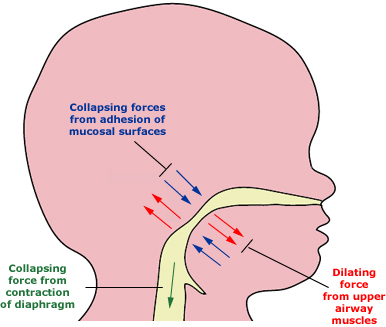 Collapsing forces
from adhesion of
mucosal surfaces
Collapsing
force from
contraction
of diaphragm
Dilating
force
from upper
airway
muscles